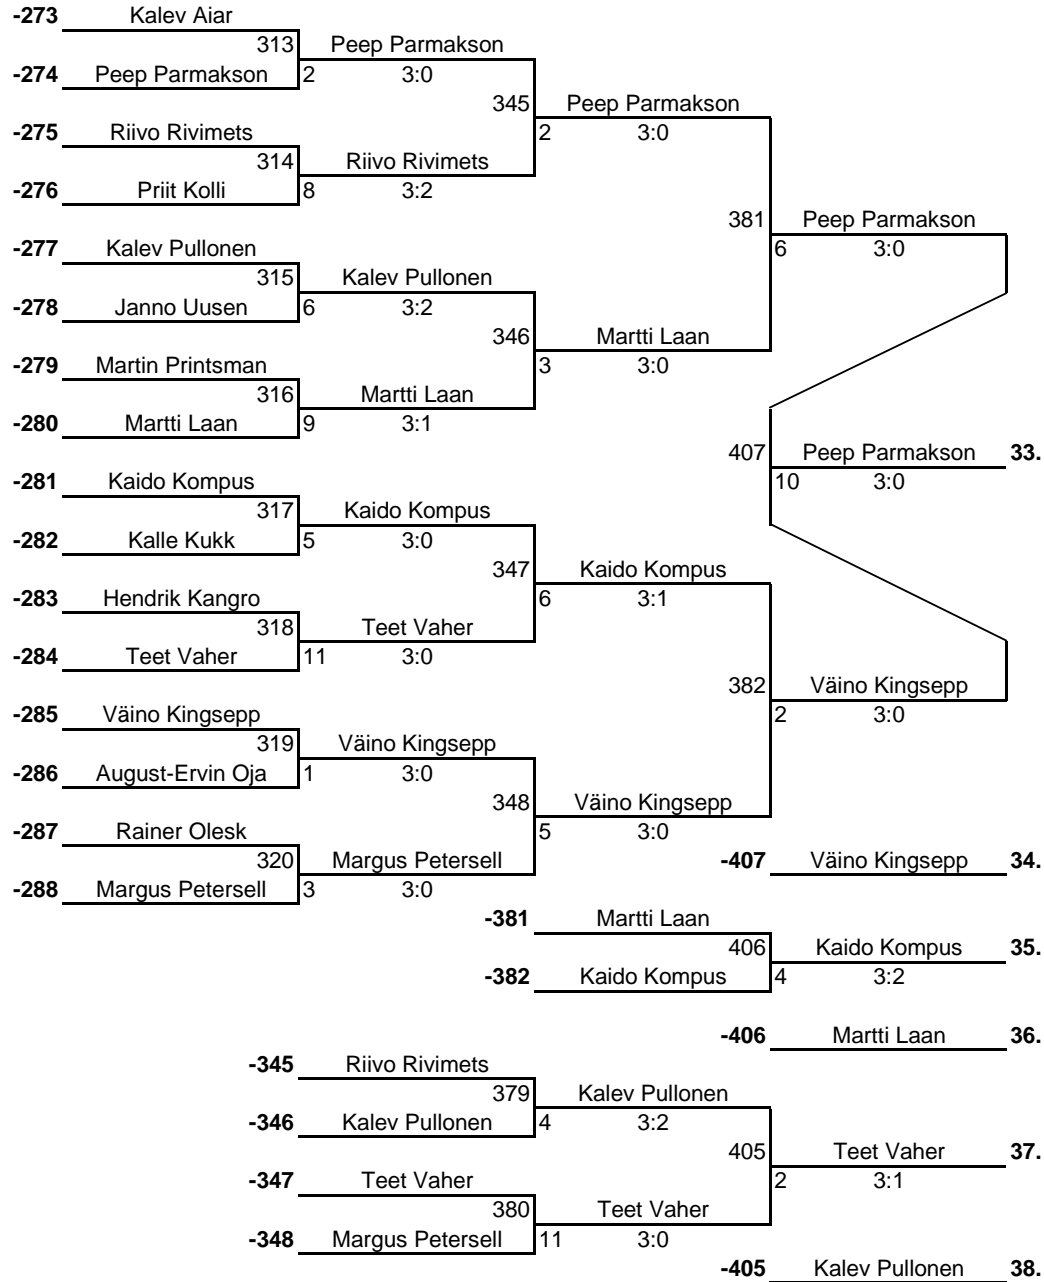 -273 Kalev Aiar
313 Peep Parmakson
-274 Peep Parmakson 2 3:0
345 Peep Parmakson
-275 Riivo Rivimets 2 3:0
314 Riivo Rivimets
-276 Priit Kolli 8 3:2
381 Peep Parmakson
-277 Kalev Pullonen 6 3:0
315 Kalev Pullonen
-278 Janno Uusen 6 3:2
346 Martti Laan
-279 Martin Printsman 3 3:0
316 Martti Laan
-280 Martti Laan 9 3:1
407 Peep Parmakson 33.
-281 Kaido Kompus 10 3:0
317 Kaido Kompus
-282 Kalle Kukk 5 3:0
347 Kaido Kompus
-283 Hendrik Kangro 6 3:1
318 Teet Vaher
-284 Teet Vaher 11 3:0
382 Väino Kingsepp
-285 Väino Kingsepp 2 3:0
319 Väino Kingsepp
-286 August-Ervin Oja 1 3:0
348 Väino Kingsepp
-287 Rainer Olesk 5 3:0
320 Margus Petersell -407 Väino Kingsepp 34.
-288 Margus Petersell 3 3:0
-381 Martti Laan
406 Kaido Kompus 35.
-382 Kaido Kompus 4 3:2
-406 Martti Laan 36.
-345 Riivo Rivimets
379 Kalev Pullonen
-346 Kalev Pullonen 4 3:2
405 Teet Vaher 37.
-347 Teet Vaher 2 3:1
380 Teet Vaher
-348 Margus Petersell 11 3:0
-405 Kalev Pullonen 38.